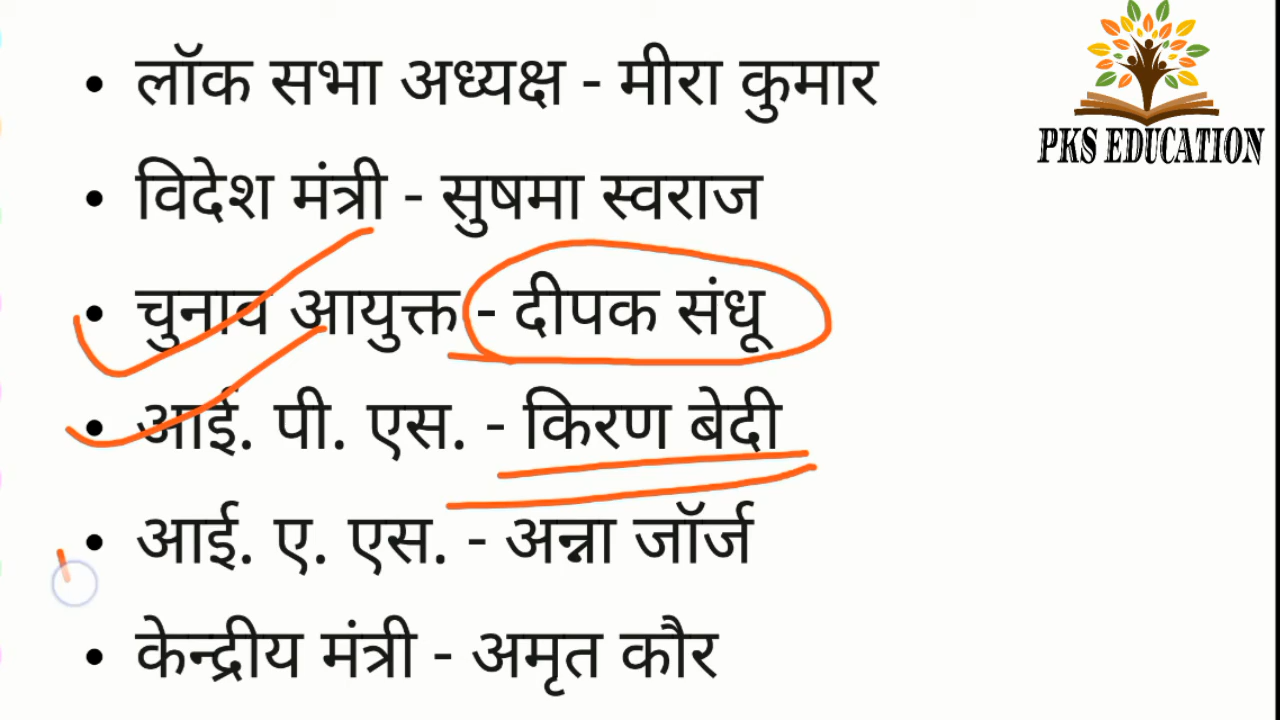 • लॉक सभा अध्यक्ष - मीरा कुमार
PKS EDUCATION
• विदेश मंत्री - सुषमा स्वराज
• चुनाव आयुक्त - दीपक संधू
• आई. पी. एस. - किरण बेदी
• आई. ए. एस. - अन्ना जॉर्ज
• केन्द्रीय मंत्री - अमृत कौर